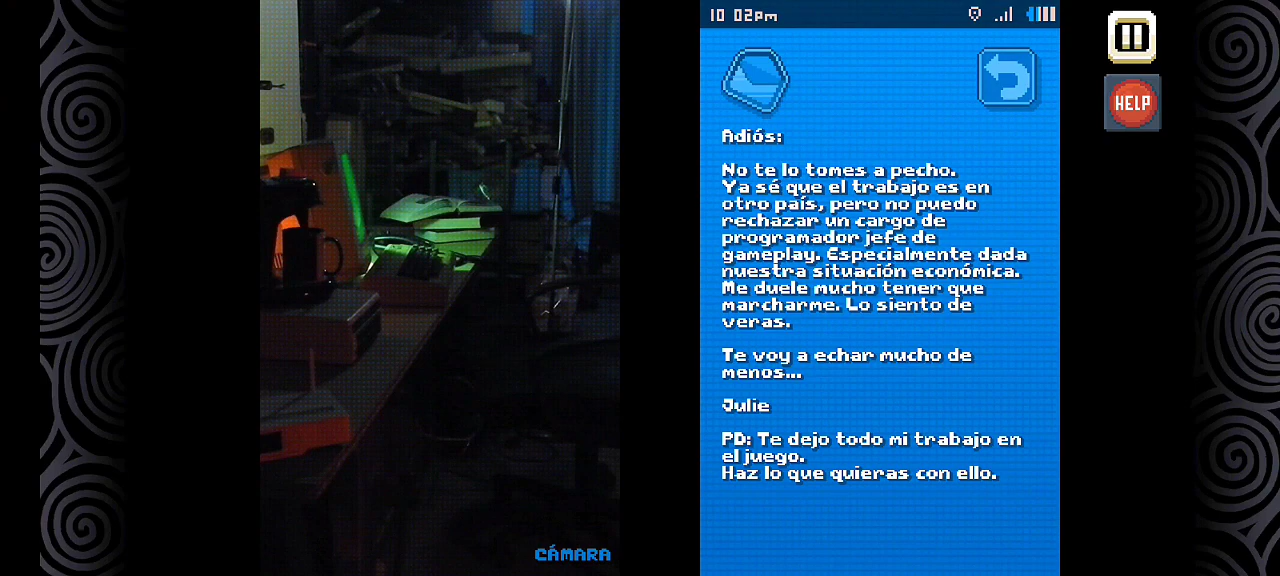 10 02pm
HELP
Adiós:
No te lo tomes a pecho.
Ya sé que el trabajo es en
otro país, pero no puedo
rechazar un cargo de
programador jefe de
gameplay. Especialmente dada
nuestra situación económica.
Me duele mucho tener que
marcharme. Lo siento de
veras.
Te voy a echar mucho de
menos...
Julie
PD: Te dejo todo mi trabajo en
el juego.
Haz lo que quieras con ello.
CÁMARA